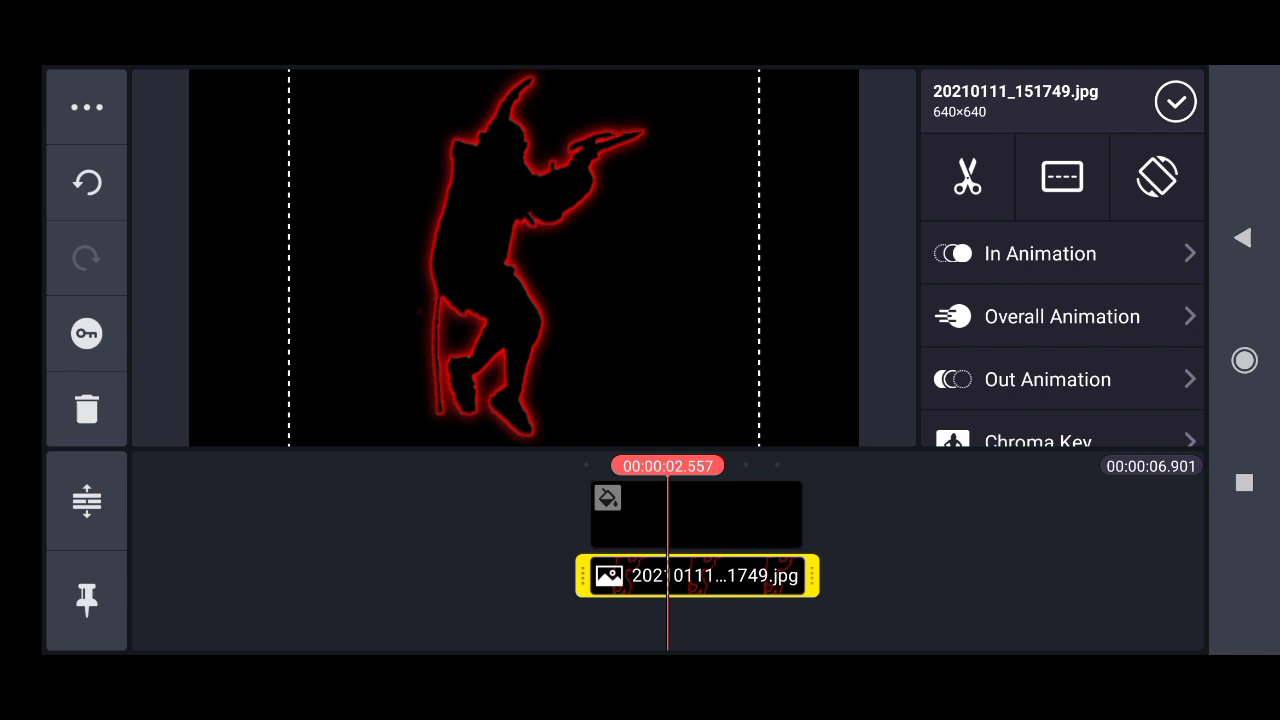 20210111_151749.jpg
640×640
In Animation
Overall Animation
Out Animation
Chroma Key
00:00:02.557
00:00:06.901
20210111...1749.jpg